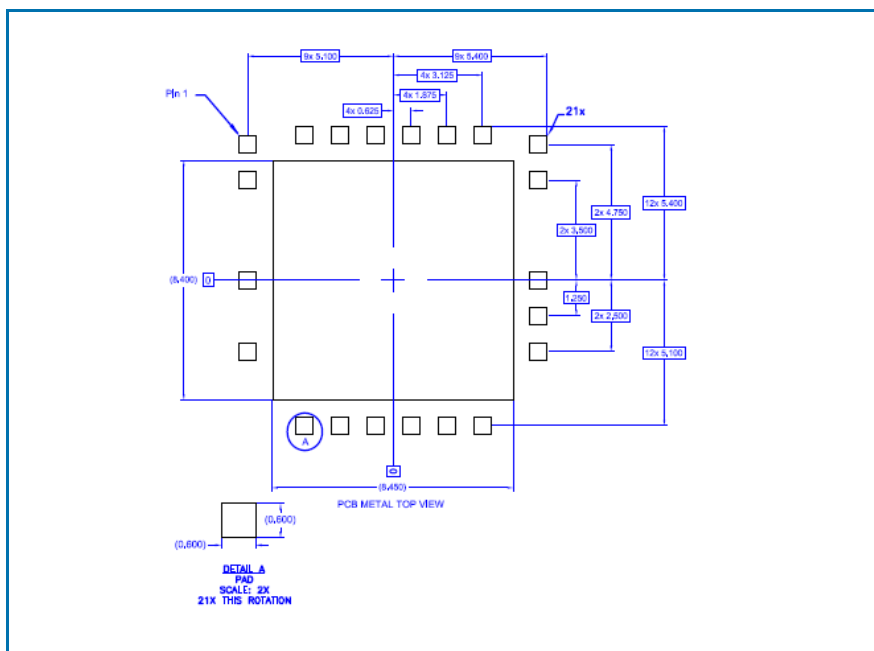 9x 5.100
9x 5.400
4x 3.125
4x 1.875
4x 0.625
Pin 1
21x
12x 5.400
2x 4.750
2x 3.500
(8.400)
0
1.250
2x 2.500
12x 5.100
A
0
(8.450)
PCB METAL TOP VIEW
(0.600)
(0.600)
DETAIL A
PAD
SCALE: 2X
21X THIS ROTATION